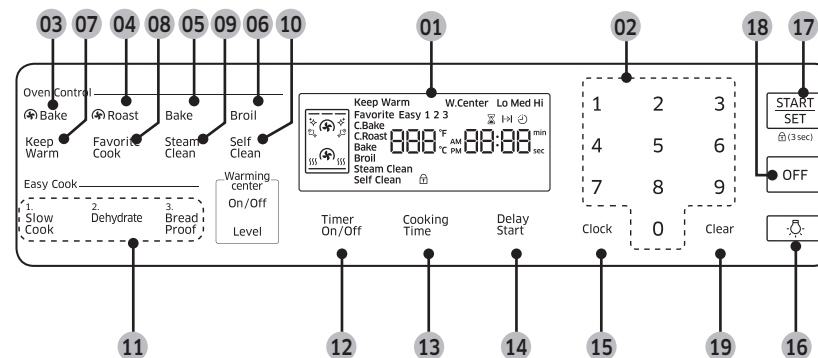 03 07 04 08 05 09 06 10 01 02 18 17
Oven Control
Bake Roast Bake Broil
Keep Warm
Favorite Cook
Steam Clean
Self Clean
Easy Cook
1. Slow Cook
2. Dehydrate
3. Bread Proof
Warming center
On/Off
Level
Keep Warm W.Center Lo Med Hi
Favorite Easy 1 2 3
C.Bake
C.Roast
Bake
Broil
Steam Clean
Self Clean
888 °F °C AM PM 88:88 min sec
Timer On/Off
Cooking Time
Delay Start
1 2 3
4 5 6
7 8 9
Clock 0 Clear
START
SET
(3 sec)
OFF
11 12 13 14 15 19 16